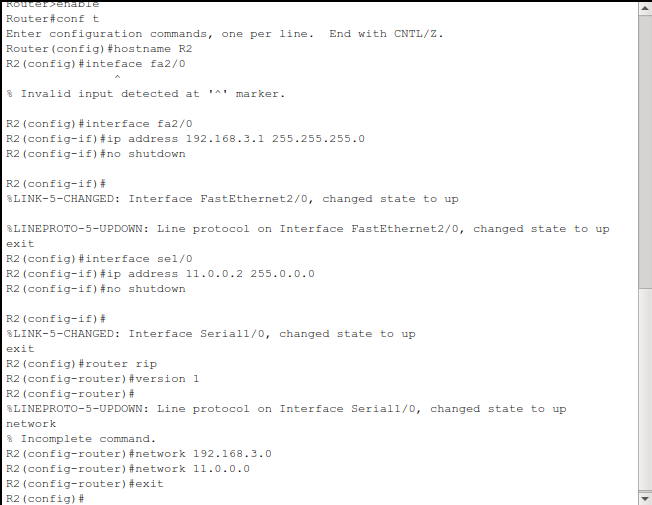 Router>enable
Router#conf t
Enter configuration commands, one per line.  End with CNTL/Z.
Router(config)#hostname R2
R2(config)#inteface fa2/0
^
% Invalid input detected at '^' marker.
R2(config)#interface fa2/0
R2(config-if)#ip address 192.168.3.1 255.255.255.0
R2(config-if)#no shutdown
R2(config-if)#
%LINK-5-CHANGED: Interface FastEthernet2/0, changed state to up
%LINEPROTO-5-UPDOWN: Line protocol on Interface FastEthernet2/0, changed state to up
exit
R2(config)#interface se1/0
R2(config-if)#ip address 11.0.0.2 255.0.0.0
R2(config-if)#no shutdown
R2(config-if)#
%LINK-5-CHANGED: Interface Serial1/0, changed state to up
exit
R2(config)#router rip
R2(config-router)#version 1
R2(config-router)#
%LINEPROTO-5-UPDOWN: Line protocol on Interface Serial1/0, changed state to up
network
% Incomplete command.
R2(config-router)#network 192.168.3.0
R2(config-router)#network 11.0.0.0
R2(config-router)#exit
R2(config)#